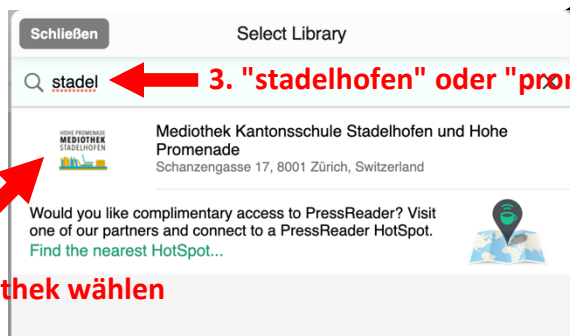 Schließen
Select Library
stadel
3. "stadelhofen" oder "pro
HOHE PROMENADE
MEDIOTHEK
STADELHOFEN
Mediothek Kantonsschule Stadelhofen und Hohe
Promenade
Schanzengasse 17, 8001 Zürich, Switzerland
Would you like complimentary access to PressReader? Visit
one of our partners and connect to a PressReader HotSpot.
Find the nearest HotSpot...
thek wählen